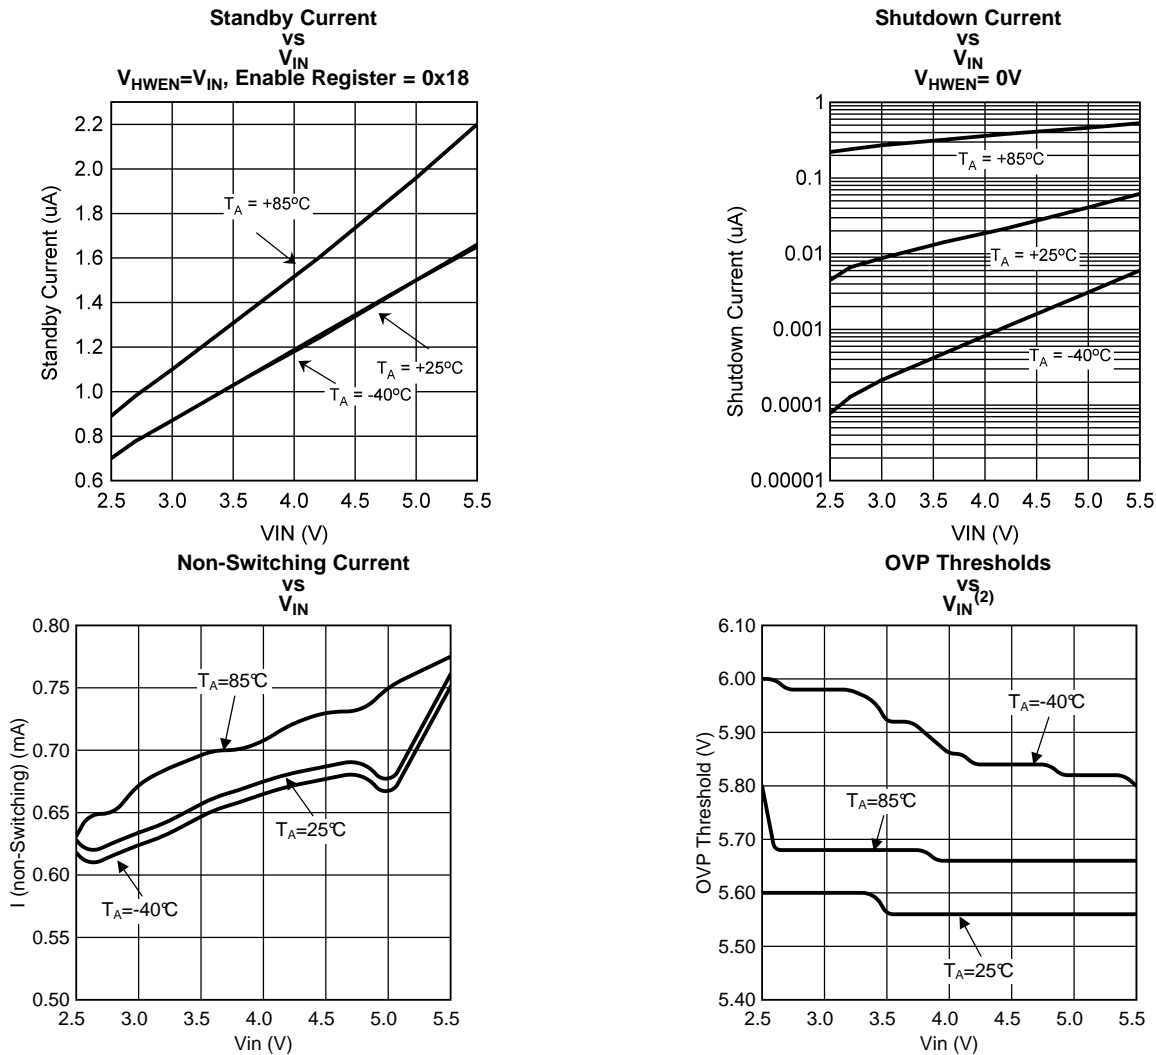 Standby Current
vs
VIN
VHWEN=VIN, Enable Register = 0x18
2.2
2.0
1.8
1.6
1.4
1.2
1.0
0.8
0.6
Standby Current (uA)
TA = +85ºC
TA = +25ºC
TA = -40ºC
2.5 3.0 3.5 4.0 4.5 5.0 5.5
VIN (V)
Shutdown Current
vs
VIN
VHWEN= 0V
1
0.1
0.01
0.001
0.0001
0.00001
Shutdown Current (uA)
TA = +85ºC
TA = +25ºC
TA = -40ºC
2.5 3.0 3.5 4.0 4.5 5.0 5.5
VIN (V)
Non-Switching Current
vs
VIN
0.80
0.75
0.70
0.65
0.60
0.55
0.50
I (non-Switching) (mA)
TA=85°C
TA=25°C
TA=-40°C
2.5 3.0 3.5 4.0 4.5 5.0 5.5
Vin (V)
OVP Thresholds
vs
VIN(2)
6.10
6.00
5.90
5.80
5.70
5.60
5.50
5.40
OVP Threshold (V)
TA=-40°C
TA=85°C
TA=25°C
2.5 3.0 3.5 4.0 4.5 5.0 5.5
Vin (V)